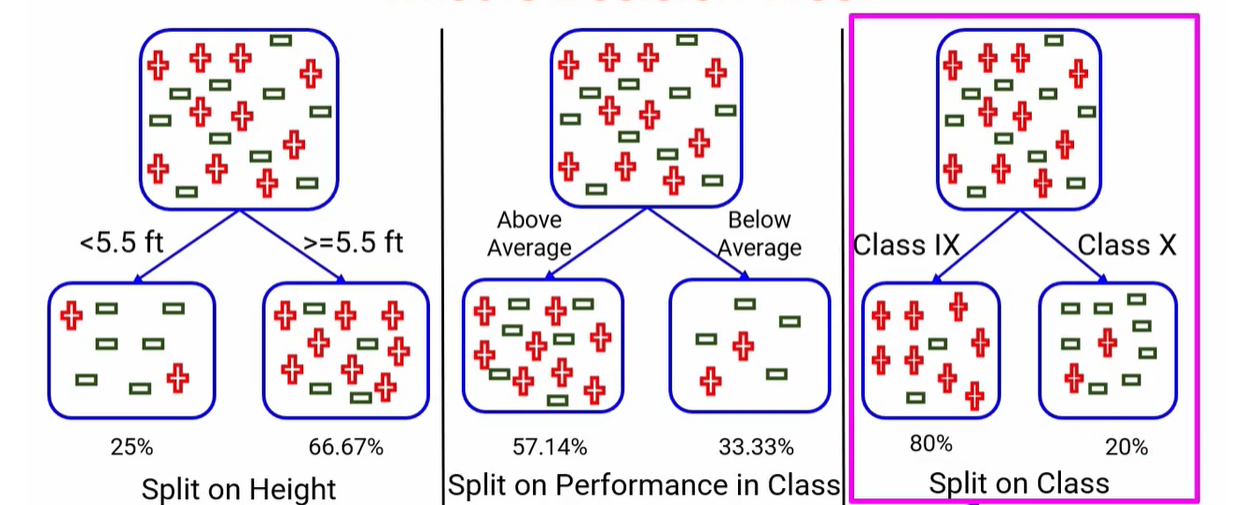 <5.5 ft
>=5.5 ft
25%
66.67%
Split on Height
Above
Average
Below
Average
57.14%
33.33%
Split on Performance in Class
Class IX
Class X
80%
20%
Split on Class